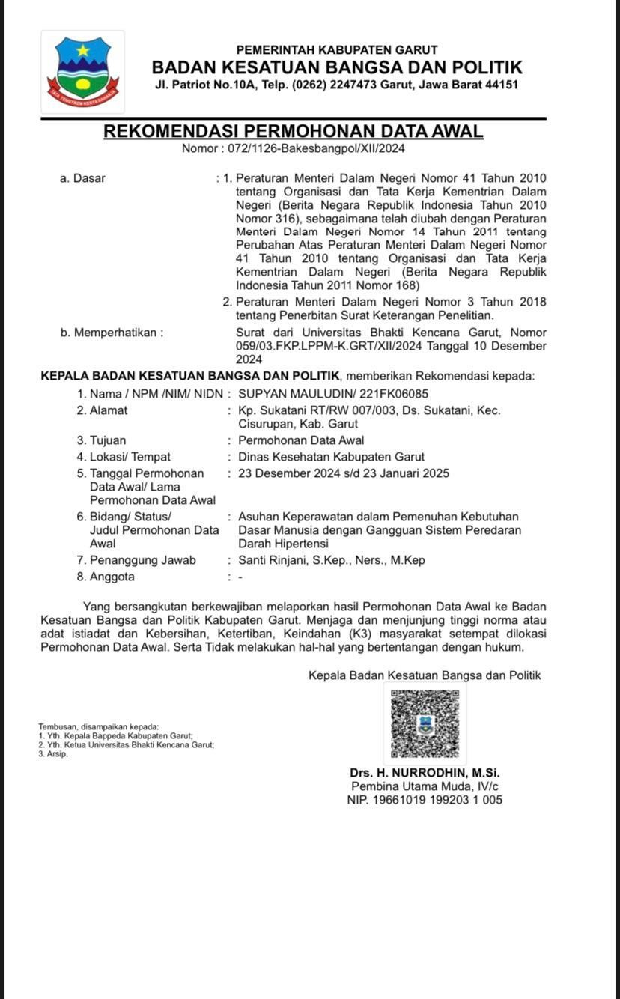 PEMERINTAH KABUPATEN GARUT
BADAN KESATUAN BANGSA DAN POLITIK
Jl. Patriot No.10A, Telp. (0262) 2247473 Garut, Jawa Barat 44151
TATA TENGTREM KERTA RAHARJA
REKOMENDASI PERMOHONAN DATA AWAL
Nomor : 072/1126-Bakesbangpol/XII/2024
a. Dasar : 1. Peraturan Menteri Dalam Negeri Nomor 41 Tahun 2010
tentang Organisasi dan Tata Kerja Kementrian Dalam
Negeri (Berita Negara Republik Indonesia Tahun 2010
Nomor 316), sebagaimana telah diubah dengan Peraturan
Menteri Dalam Negeri Nomor 14 Tahun 2011 tentang
Perubahan Atas Peraturan Menteri Dalam Negeri Nomor
41 Tahun 2010 tentang Organisasi dan Tata Kerja
Kementrian Dalam Negeri (Berita Negara Republik
Indonesia Tahun 2011 Nomor 168)
2. Peraturan Menteri Dalam Negeri Nomor 3 Tahun 2018
tentang Penerbitan Surat Keterangan Penelitian.
b. Memperhatikan : Surat dari Universitas Bhakti Kencana Garut, Nomor
059/03.FKP.LPPM-K.GRT/XII/2024 Tanggal 10 Desember
2024
KEPALA BADAN KESATUAN BANGSA DAN POLITIK, memberikan Rekomendasi kepada:
1. Nama / NPM /NIM/ NIDN : SUPYAN MAULUDIN/ 221FK06085
2. Alamat : Kp. Sukatani RT/RW 007/003, Ds. Sukatani, Kec.
Cisurupan, Kab. Garut
3. Tujuan : Permohonan Data Awal
4. Lokasi/ Tempat : Dinas Kesehatan Kabupaten Garut
5. Tanggal Permohonan : 23 Desember 2024 s/d 23 Januari 2025
Data Awal/ Lama
Permohonan Data Awal
6. Bidang/ Status/ : Asuhan Keperawatan dalam Pemenuhan Kebutuhan
Judul Permohonan Data Dasar Manusia dengan Gangguan Sistem Peredaran
Awal Darah Hipertensi
7. Penanggung Jawab : Santi Rinjani, S.Kep., Ners., M.Kep
8. Anggota : -
Yang bersangkutan berkewajiban melaporkan hasil Permohonan Data Awal ke Badan
Kesatuan Bangsa dan Politik Kabupaten Garut. Menjaga dan menjunjung tinggi norma atau
adat istiadat dan Kebersihan, Ketertiban, Keindahan (K3) masyarakat setempat dilokasi
Permohonan Data Awal. Serta Tidak melakukan hal-hal yang bertentangan dengan hukum.
Kepala Badan Kesatuan Bangsa dan Politik
Tembusan, disampaikan kepada:
1. Yth. Kepala Bappeda Kabupaten Garut;
2. Yth. Ketua Universitas Bhakti Kencana Garut;
3. Arsip.
Drs. H. NURRODHIN, M.Si.
Pembina Utama Muda, IV/c
NIP. 19661019 199203 1 005